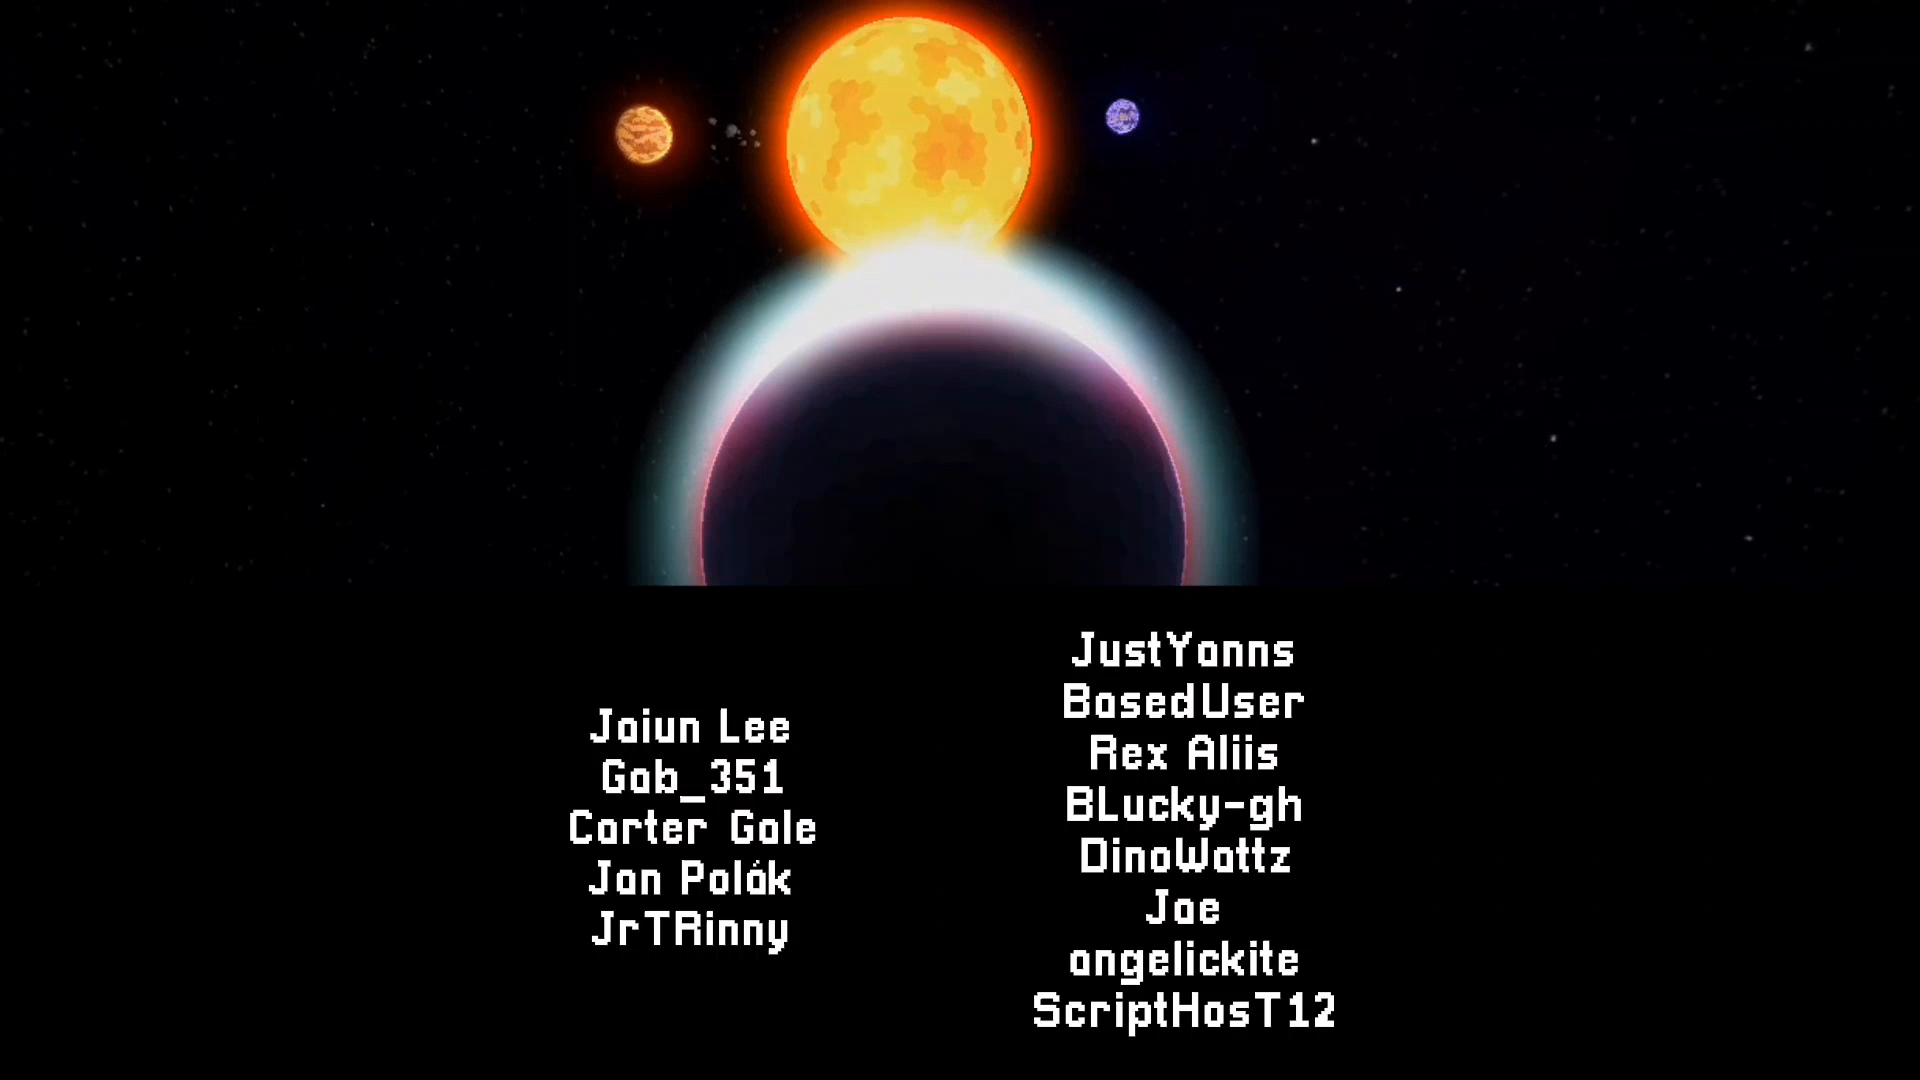 Jaiun Lee
Gab_351
Carter Gale
Jan Polák
JrTRinny
JustYanns
BasedUser
Rex Aliis
BLucky-gh
DinoWattz
Jae
angelickite
ScriptHosT12